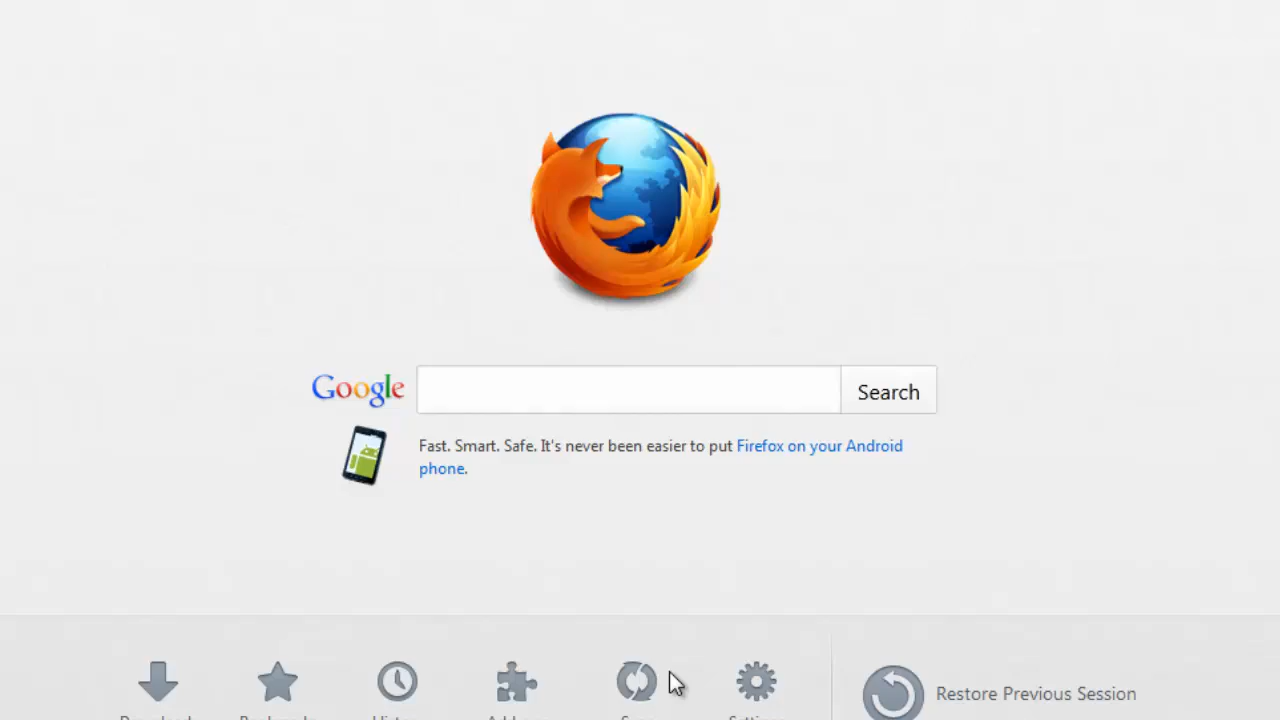 Google
Search
Fast. Smart. Safe. It's never been easier to put Firefox on your Android
phone.
Restore Previous Session